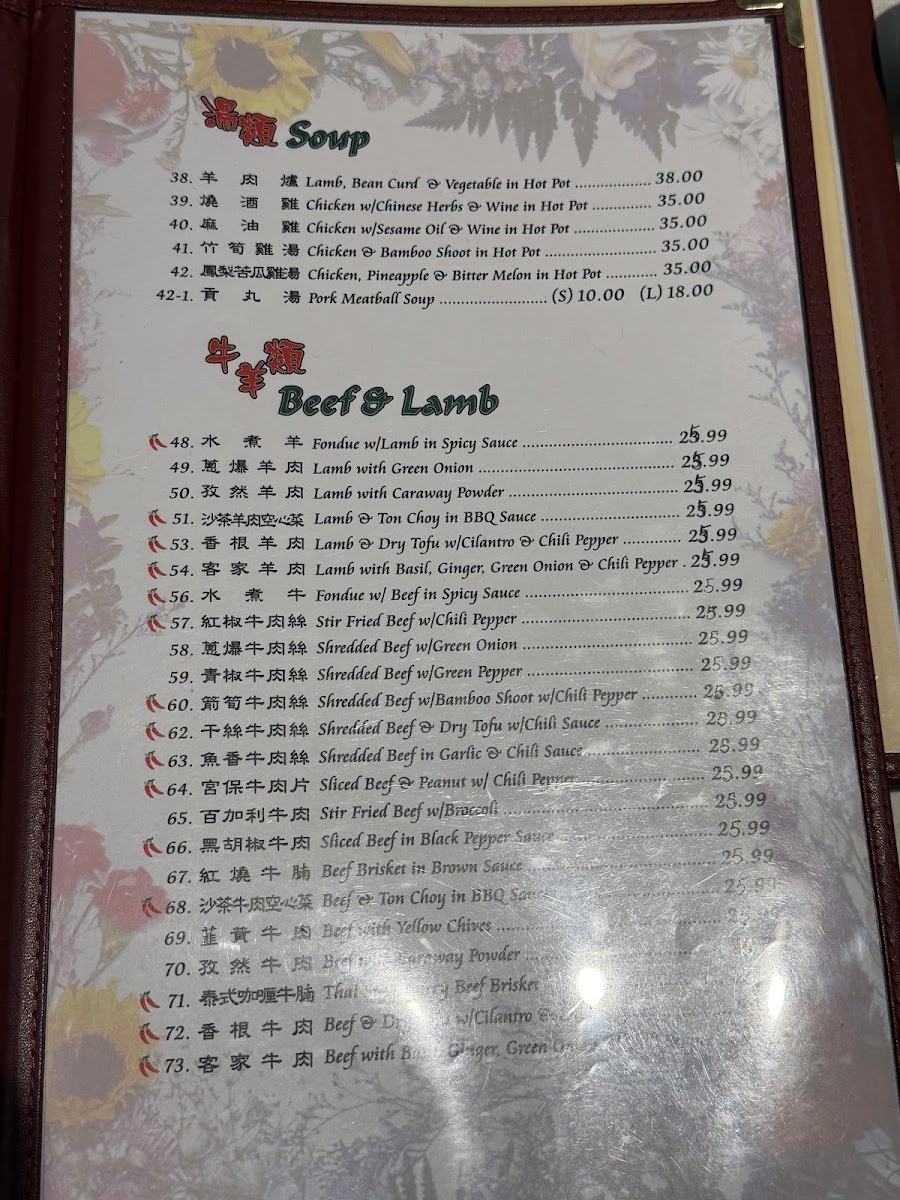 湯類 Soup
38. 羊肉爐 Lamb, Bean Curd & Vegetable in Hot Pot ................... 38.00
39. 燒酒雞 Chicken w/Chinese Herbs & Wine in Hot Pot .............. 35.00
40. 麻油雞 Chicken w/Sesame Oil & Wine in Hot Pot ................... 35.00
41. 竹筍雞湯 Chicken & Bamboo Shoot in Hot Pot .......................... 35.00
42. 鳳梨苦瓜雞湯 Chicken, Pineapple & Bitter Melon in Hot Pot ............ 35.00
42-1. 貢丸湯 Pork Meatball Soup ......................... (S) 10.00 (L) 18.00
牛羊類
Beef & Lamb
48. 水煮羊 Fondue w/Lamb in Spicy Sauce ................................... 25.99
49. 蔥爆羊肉 Lamb with Green Onion .............................................. 25.99
50. 孜然羊肉 Lamb with Caraway Powder ........................................ 25.99
51. 沙茶羊肉空心菜 Lamb & Ton Choy in BBQ Sauce ................................ 25.99
53. 香根羊肉 Lamb & Dry Tofu w/Cilantro & Chili Pepper .............. 25.99
54. 客家羊肉 Lamb with Basil, Ginger, Green Onion & Chili Pepper . 25.99
56. 水煮牛 Fondue w/ Beef in Spicy Sauce ...................................... 25.99
57. 紅椒牛肉絲 Stir Fried Beef w/Chili Pepper ........................................ 25.99
58. 蔥爆牛肉絲 Shredded Beef w/Green Onion ......................................... 25.99
59. 青椒牛肉絲 Shredded Beef w/Green Pepper ....................................... 25.99
60. 箭筍牛肉絲 Shredded Beef w/Bamboo Shoot w/Chili Pepper ............. 25.99
62. 干絲牛肉絲 Shredded Beef & Dry Tofu w/Chili Sauce ........................ 25.99
63. 魚香牛肉絲 Shredded Beef in Garlic & Chili Sauce ............................. 25.99
64. 宮保牛肉片 Sliced Beef & Peanut w/ Chili Pepper .............................. 25.99
65. 百加利牛肉 Stir Fried Beef w/Broccoli ................................................ 25.99
66. 黑胡椒牛肉 Sliced Beef in Black Pepper Sauce .................................... 25.99
67. 紅燒牛腩 Beef Brisket in Brown Sauce ........................................... 25.99
68. 沙茶牛肉空心菜 Beef & Ton Choy in BBQ Sauce ..................................... 25.99
69. 韮黃牛肉 Beef with Yellow Chives ...............
70. 孜然牛肉 Beef Caraway Powder ..........
71. 泰式咖喱牛腩 Thai Beef Brisket
72. 香根牛肉 Beef & w/Cilantro &
73. 客家牛肉 Beef with Ginger, Green